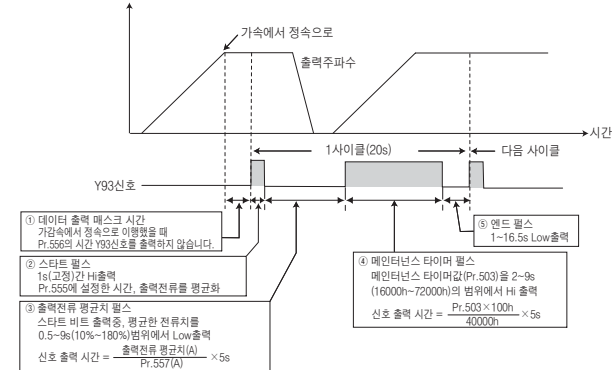 가속에서 정속으로
출력주파수
시간
1사이클(20s)
다음 사이클
Y93신호
① 데이터 출력 매스크 시간
가감속에서 정속으로 이행했을 때
Pr.556의 시간 Y93신호를 출력하지 않습니다.
② 스타트 펄스
1s(고정)간 Hi출력
Pr.555에 설정한 시간, 출력전류를 평균화
③ 출력전류 평균치 펄스
스타트 비트 출력중, 평균한 전류치를
0.5~9s(10%~180%)범위에서 Low출력
신호 출력 시간 = 출력전류 평균치(A) / Pr.557(A) ×5s
④ 메인터넌스 타이머 펄스
메인터넌스 타이머값(Pr.503)을 2~9s
(16000h~72000h)의 범위에서 Hi 출력
신호 출력 시간 = Pr.503×100h / 40000h ×5s
⑤ 엔드 펄스
1~16.5s Low출력